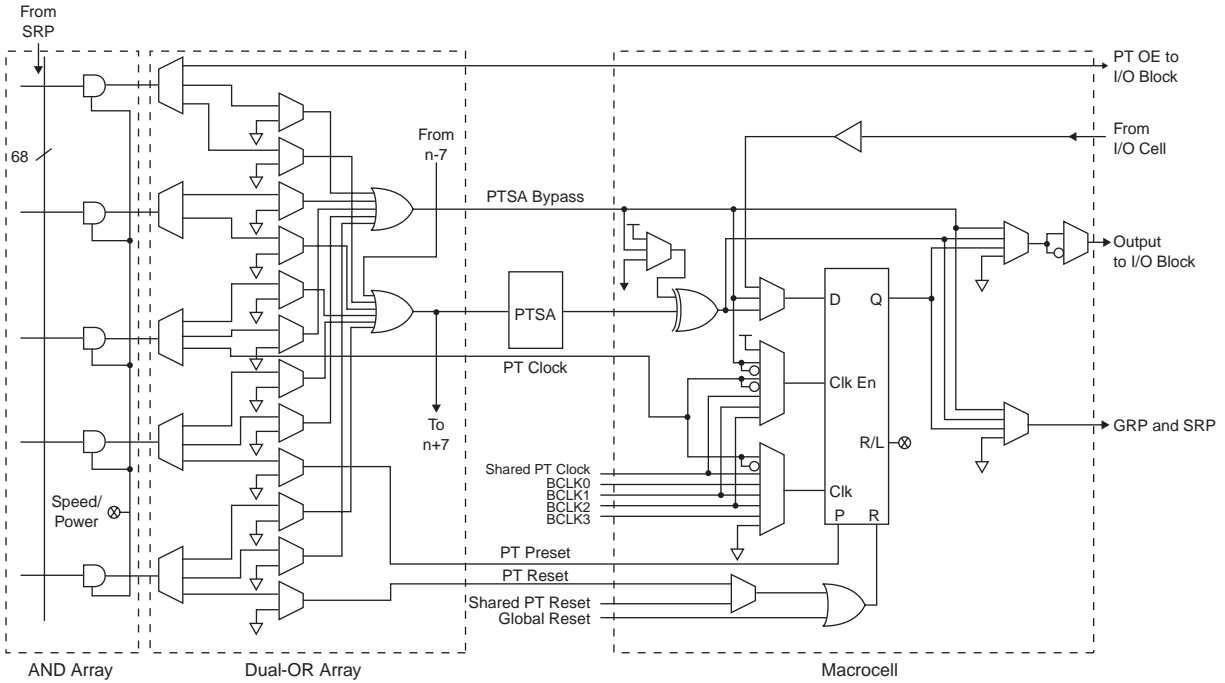 From
SRP
PT OE to
I/O Block
From
I/O Cell
From
n-7
68
PTSA Bypass
Output
to I/O Block
D
Q
PTSA
PT Clock
Clk En
To
n+7
GRP and SRP
R/L
Shared PT Clock
BCLK0
BCLK1
BCLK2
BCLK3
Clk
Speed/
Power
P
R
PT Preset
PT Reset
Shared PT Reset
Global Reset
AND Array
Dual-OR Array
Macrocell